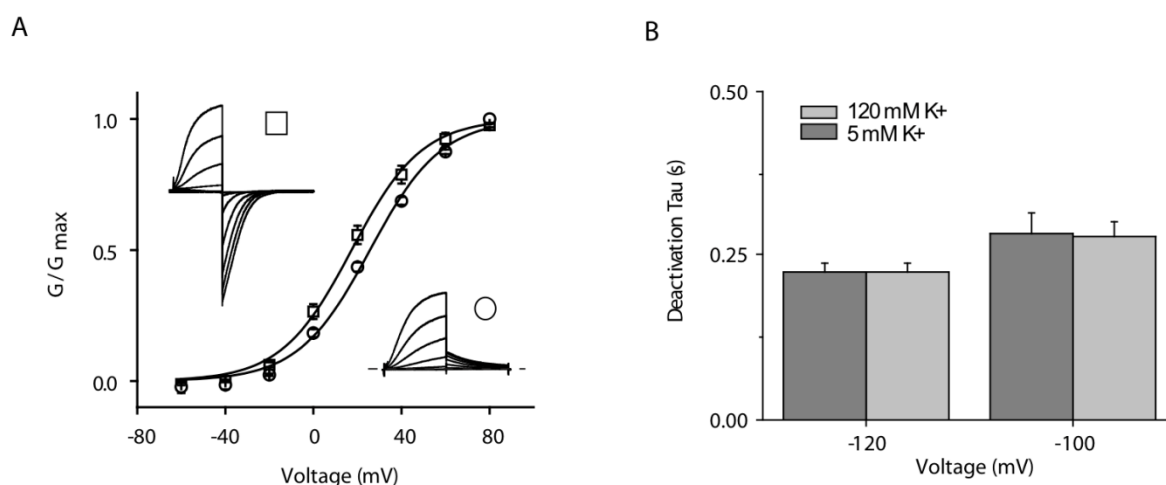 A
B
1.0
0.5
0.0
G/Gmax
-80
-40
0
40
80
Voltage (mV)
0.50
0.25
0.00
Deactivation Tau (s)
120 mM K+
5 mM K+
-120
-100
Voltage (mV)